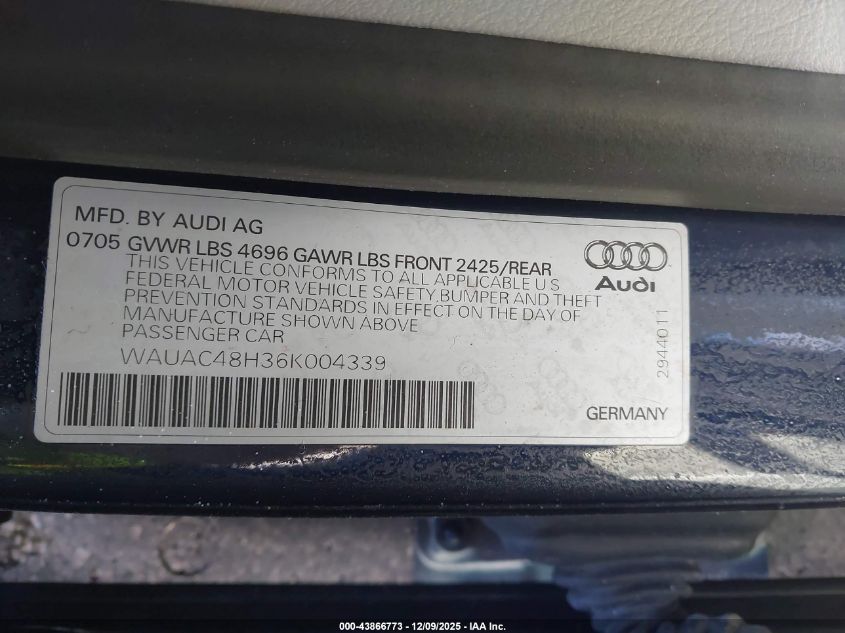 MFD. BY AUDI AG
0705 GVWR LBS 4696 GAWR LBS FRONT 2425/REAR
THIS VEHICLE CONFORMS TO ALL APPLICABLE U S
FEDERAL MOTOR VEHICLE SAFETY,BUMPER AND THEFT
PREVENTION STANDARDS IN EFFECT ON THE DAY OF
MANUFACTURE SHOWN ABOVE
PASSENGER CAR
WAUAC48H36K004339
Audi
2944011
GERMANY
000-43866773 - 12/09/2025 - IAA Inc.